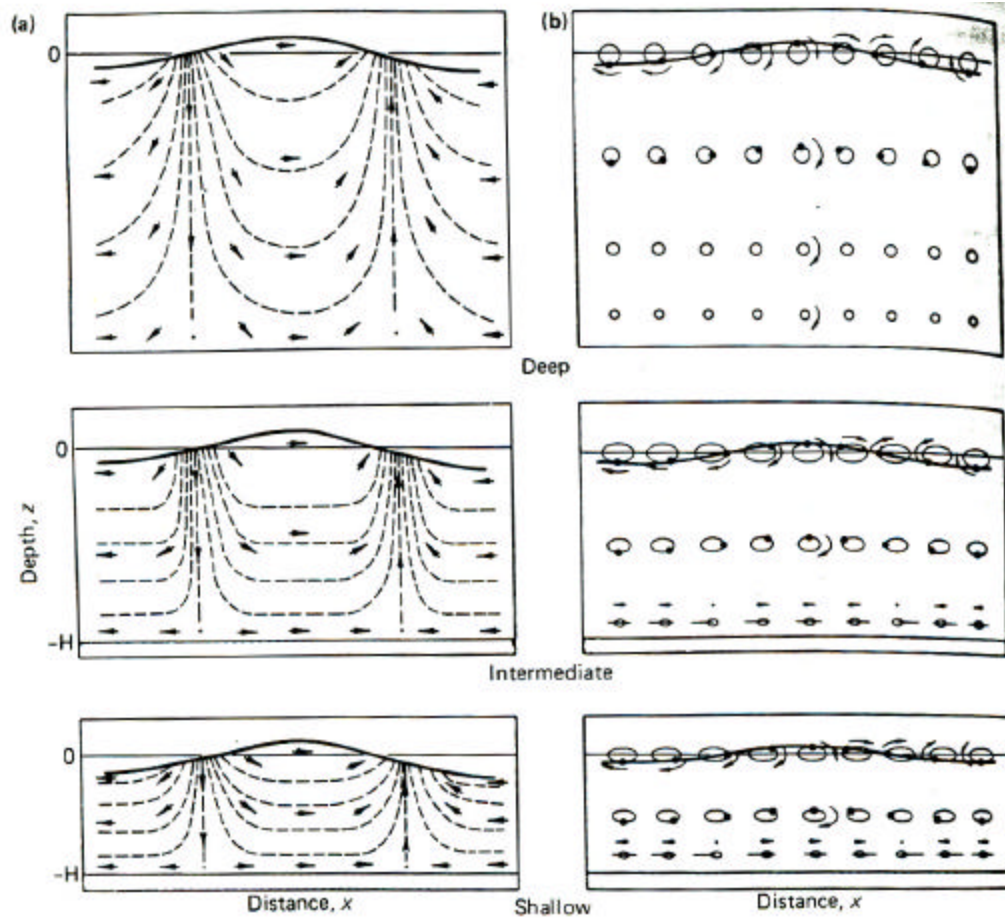 (a)
(b)
0
Deep
0
Depth, z
-H
Intermediate
0
-H
Distance, x
Shallow
Distance, x